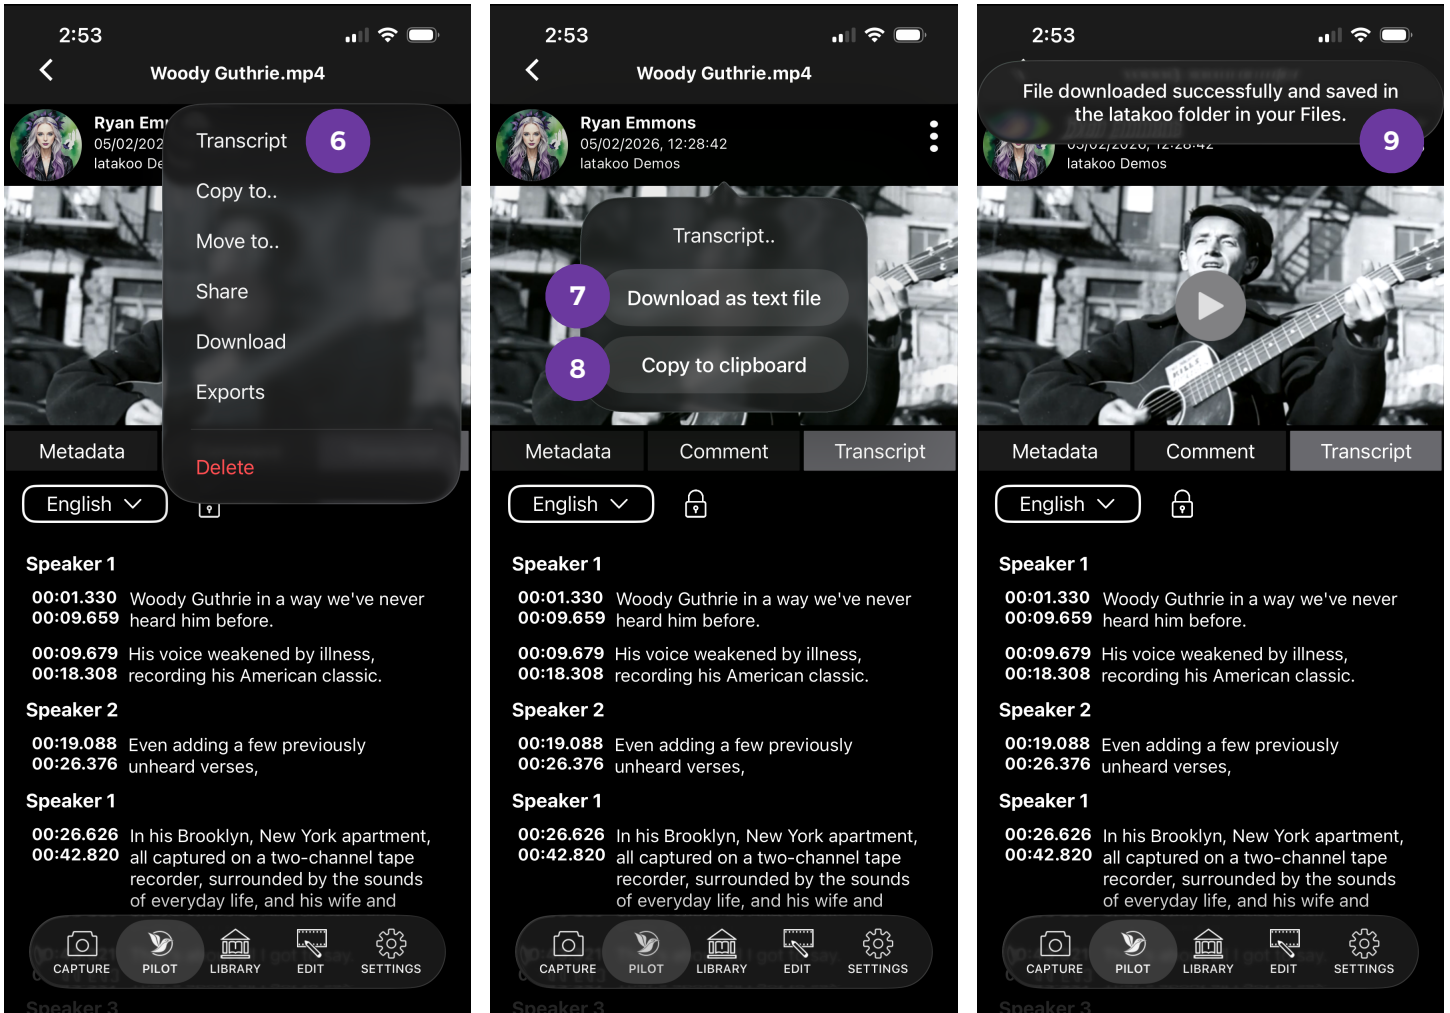 2:53
Woody Guthrie.mp4
Ryan Em
05/02/202
latakoo De
Transcript
6
Copy to..
Move to..
Share
Download
Exports
Delete
Metadata
English
Speaker 1
00:01.330
00:09.659
Woody Guthrie in a way we've never
heard him before.
00:09.679
00:18.308
His voice weakened by illness,
recording his American classic.
Speaker 2
00:19.088
00:26.376
Even adding a few previously
unheard verses,
Speaker 1
00:26.626
00:42.820
In his Brooklyn, New York apartment,
all captured on a two-channel tape
recorder, surrounded by the sounds
of everyday life, and his wife and
CAPTURE
PILOT
LIBRARY
EDIT
SETTINGS
Speaker 3
2:53
Woody Guthrie.mp4
Ryan Emmons
05/02/2026, 12:28:42
latakoo Demos
Transcript..
7
Download as text file
8
Copy to clipboard
Metadata
Comment
Transcript
English
Speaker 1
00:01.330
00:09.659
Woody Guthrie in a way we've never
heard him before.
00:09.679
00:18.308
His voice weakened by illness,
recording his American classic.
Speaker 2
00:19.088
00:26.376
Even adding a few previously
unheard verses,
Speaker 1
00:26.626
00:42.820
In his Brooklyn, New York apartment,
all captured on a two-channel tape
recorder, surrounded by the sounds
of everyday life, and his wife and
CAPTURE
PILOT
LIBRARY
EDIT
SETTINGS
Speaker 3
2:53
File downloaded successfully and saved in
the latakoo folder in your Files.
9
05/02/2026, 12:28:42
latakoo Demos
KILLS
Metadata
Comment
Transcript
English
Speaker 1
00:01.330
00:09.659
Woody Guthrie in a way we've never
heard him before.
00:09.679
00:18.308
His voice weakened by illness,
recording his American classic.
Speaker 2
00:19.088
00:26.376
Even adding a few previously
unheard verses,
Speaker 1
00:26.626
00:42.820
In his Brooklyn, New York apartment,
all captured on a two-channel tape
recorder, surrounded by the sounds
of everyday life, and his wife and
CAPTURE
PILOT
LIBRARY
EDIT
SETTINGS
Speaker 3